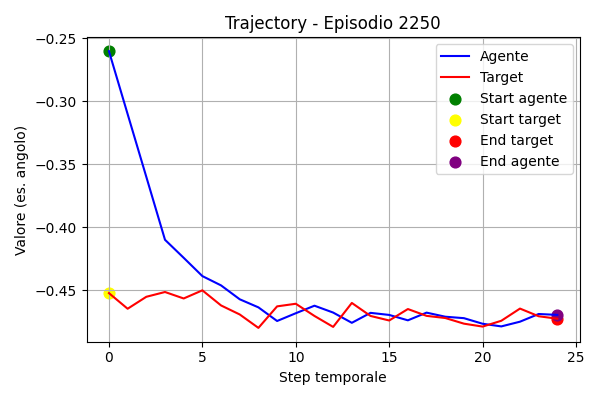 Trajectory - Episodio 2250
Valore (es. angolo)
−0.25
−0.30
−0.35
−0.40
−0.45
Agente
Target
Start agente
Start target
End target
End agente
0
5
10
15
20
25
Step temporale